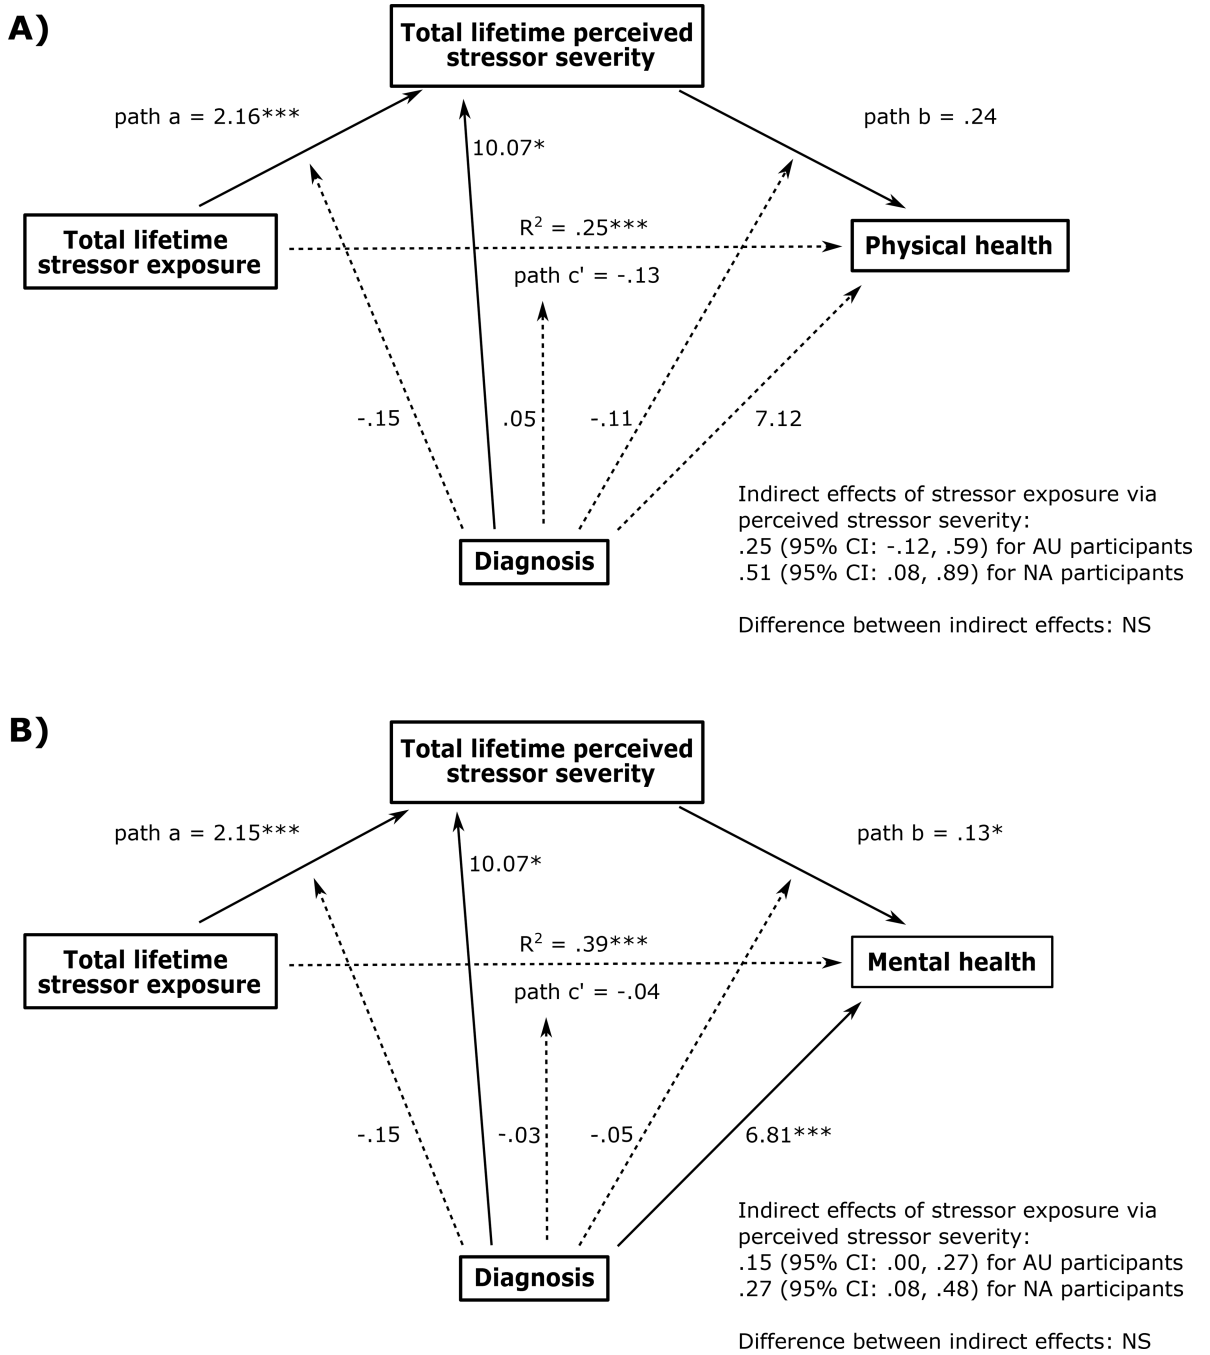 A)
Total lifetime perceived
stressor severity
path a = 2.16***
path b = .24
10.07*
R² = .25***
Total lifetime
stressor exposure
Physical health
path c' = -.13
-.15
.05
-.11
7.12
Indirect effects of stressor exposure via
perceived stressor severity:
.25 (95% CI: -.12, .59) for AU participants
.51 (95% CI: .08, .89) for NA participants
Diagnosis
Difference between indirect effects: NS
B)
Total lifetime perceived
stressor severity
path a = 2.15***
path b = .13*
10.07*
R² = .39***
Total lifetime
stressor exposure
Mental health
path c' = -.04
-.15
-.03
-.05
6.81***
Indirect effects of stressor exposure via
perceived stressor severity:
.15 (95% CI: .00, .27) for AU participants
.27 (95% CI: .08, .48) for NA participants
Diagnosis
Difference between indirect effects: NS